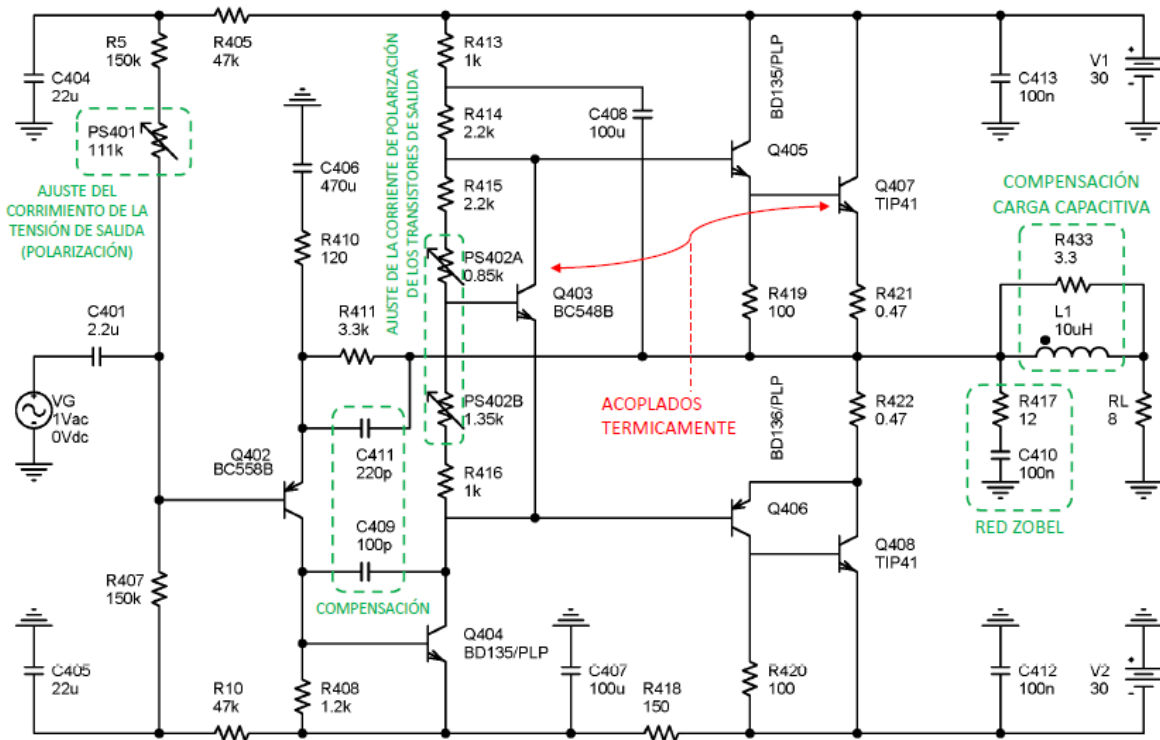 R5
150k
R405
47k
C404
22u
PS401
111k
AJUSTE DEL
CORRIMIENTO DE LA
TENSIÓN DE SALIDA
(POLARIZACIÓN)
C406
470u
R410
120
AJUSTE DE LA CORRIENTE DE POLARIZACIÓN
DE LOS TRANSISTORES DE SALIDA
R413
1k
R414
2.2k
R415
2.2k
C408
100u
PS402A
0.85k
Q403
BC548B
BD135/PLP
Q405
Q407
TIP41
C413
100n
V1
30
+
-
COMPENSACIÓN
CARGA CAPACITIVA
R433
3.3
L1
10uH
R419
100
R421
0.47
C401
2.2u
VG
1Vac
0Vdc
R411
3.3k
PS402B
1.35k
ACOPLADOS
TERMICAMENTE
BD136/PLP
R422
0.47
R417
12
C410
100n
RL
8
RED ZOBEL
Q402
BC558B
C411
220p
R416
1k
C409
100p
COMPENSACIÓN
Q406
Q408
TIP41
R407
150k
Q404
BD135/PLP
C405
22u
R10
47k
R408
1.2k
C407
100u
R418
150
R420
100
C412
100n
V2
30
+
-